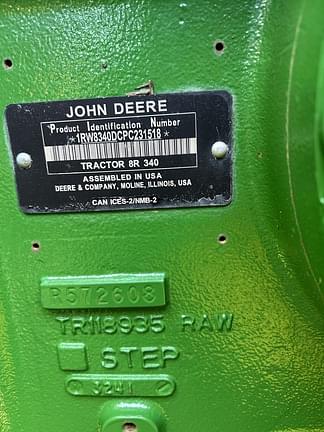 JOHN DEERE
Product Identification Number
*1RW8340DCPC231518*
TRACTOR 8R 340
ASSEMBLED IN USA
DEERE & COMPANY, MOLINE, ILLINOIS, USA
CAN ICES-2/NMB-2
R572608
TR118935 RAW
STEP
3241